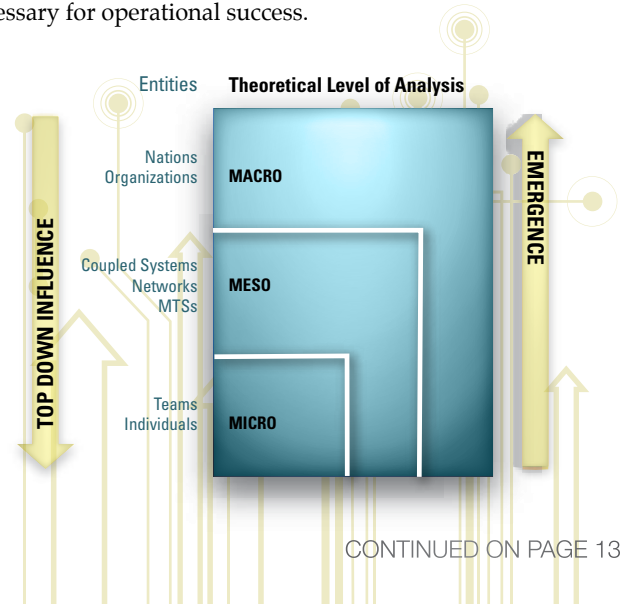 essary for operational success.
Entities Theoretical Level of Analysis
Nations
Organizations
MACRO
Coupled Systems
Networks
MTSs
MESO
Teams
Individuals
MICRO
TOP DOWN INFLUENCE
EMERGENCE
CONTINUED ON PAGE 13